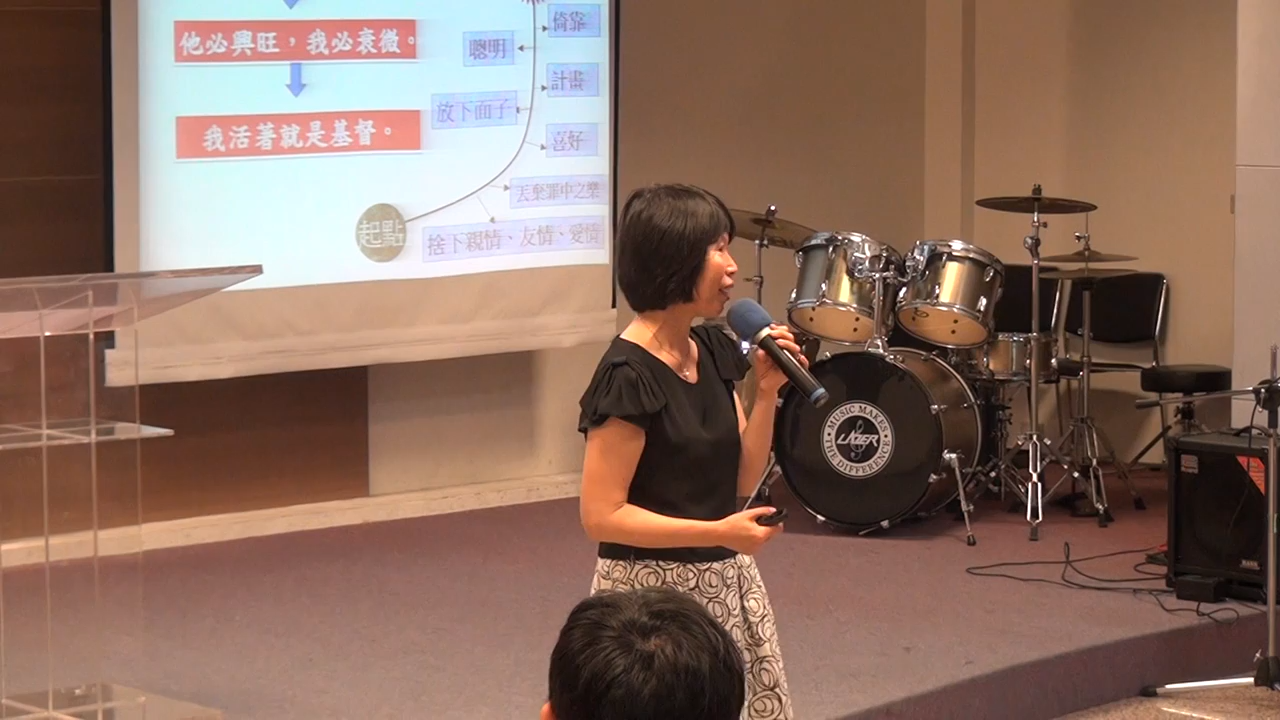 他必興旺，我必衰微。
我活著就是基督。
倚靠
聰明
計畫
放下面子
喜好
丟棄罪中之樂
起點
捨下親情、友情、愛情
MUSIC MAKES
LAZER
THE DIFFERENCE